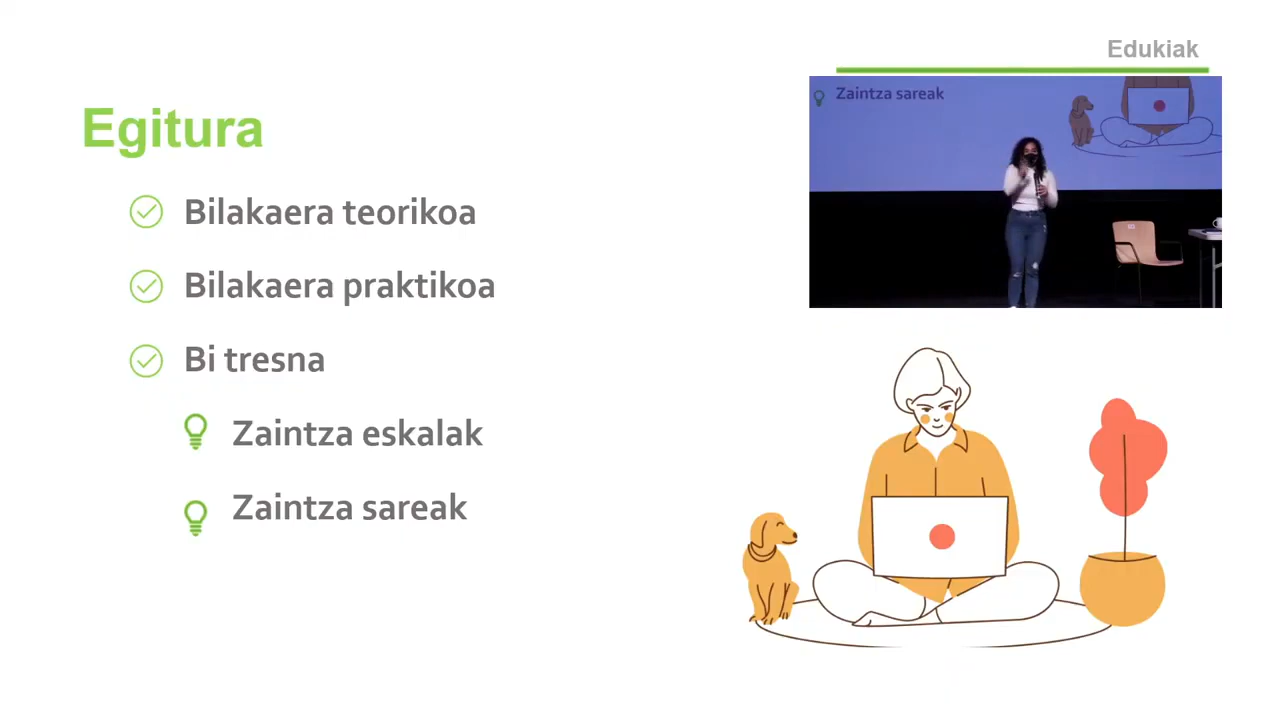 Edukiak
Egitura
Zaintza sareak
Bilakaera teorikoa
Bilakaera praktikoa
Bi tresna
Zaintza eskalak
Zaintza sareak